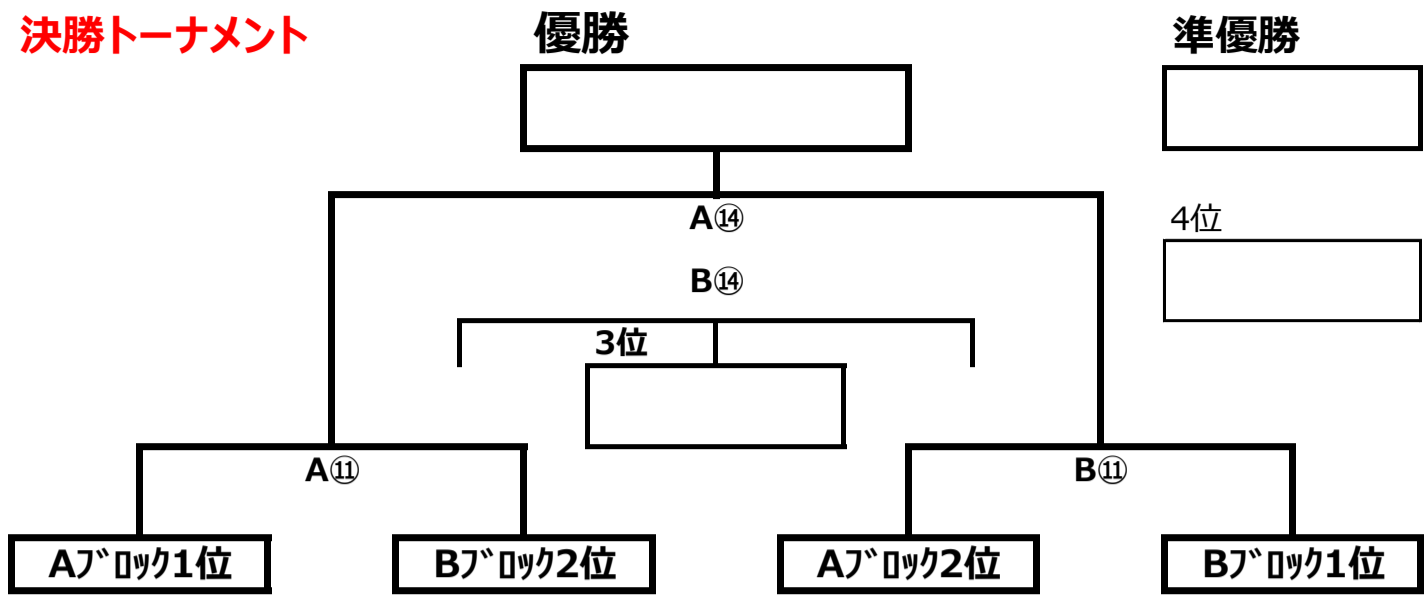 決勝トーナメント
優勝
準優勝
A⑭
4位
B⑭
3位
A⑪
B⑪
Aﾌﾞﾛｯｸ1位
Bﾌﾞﾛｯｸ2位
Aﾌﾞﾛｯｸ2位
Bﾌﾞﾛｯｸ1位